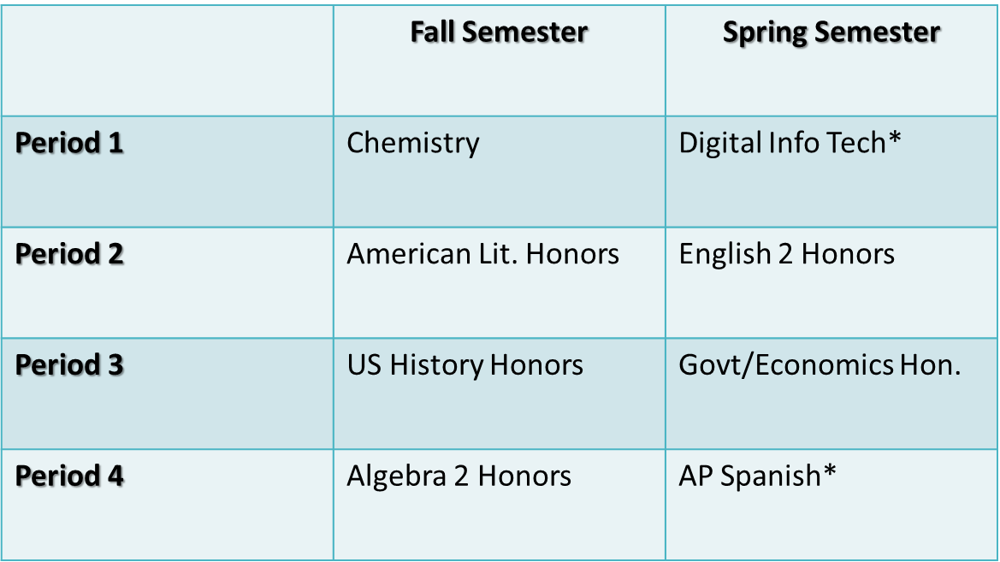 Fall Semester Spring Semester
Period 1 Chemistry Digital Info Tech*
Period 2 American Lit. Honors English 2 Honors
Period 3 US History Honors Govt/Economics Hon.
Period 4 Algebra 2 Honors AP Spanish*